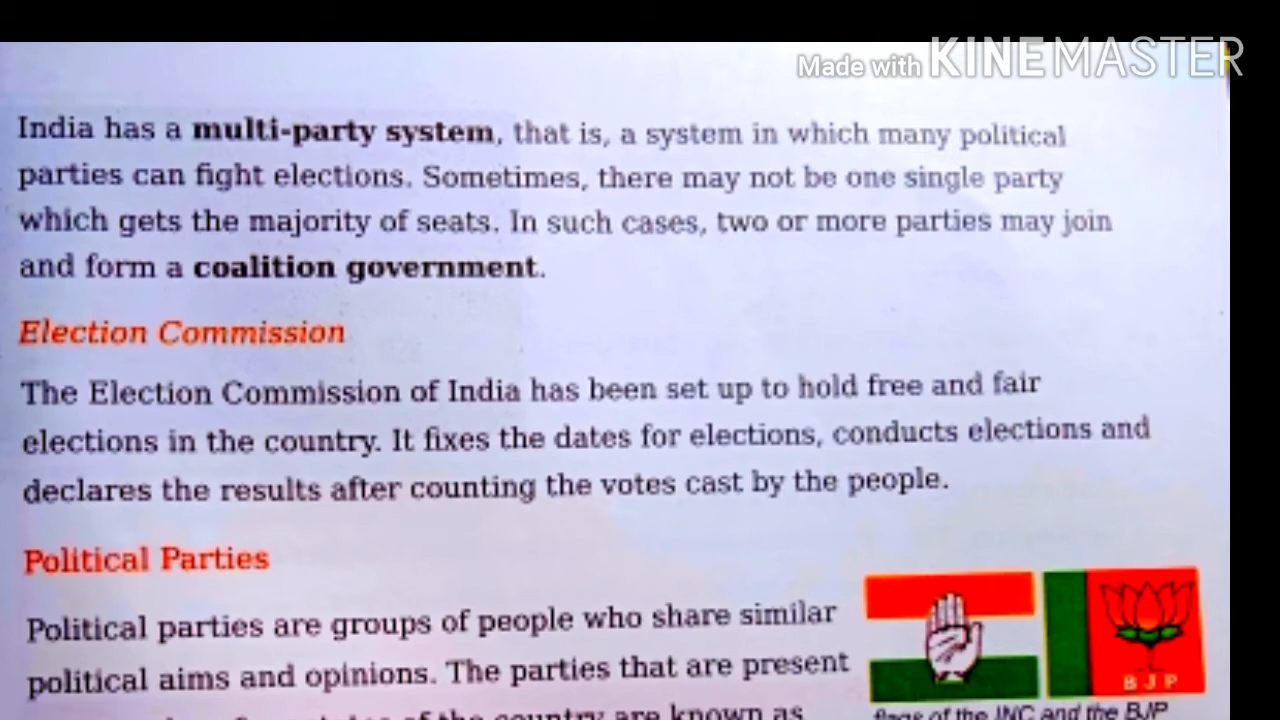 Made with KINEMASTER
India has a multi-party system, that is, a system in which many political
parties can fight elections. Sometimes, there may not be one single party
which gets the majority of seats. In such cases, two or more parties may join
and form a coalition government.
Election Commission
The Election Commission of India has been set up to hold free and fair
elections in the country. It fixes the dates for elections, conducts elections and
declares the results after counting the votes cast by the people.
Political Parties
Political parties are groups of people who share similar
political aims and opinions. The parties that are present
of the country are known as
BJP
flags of the INC and the BJP